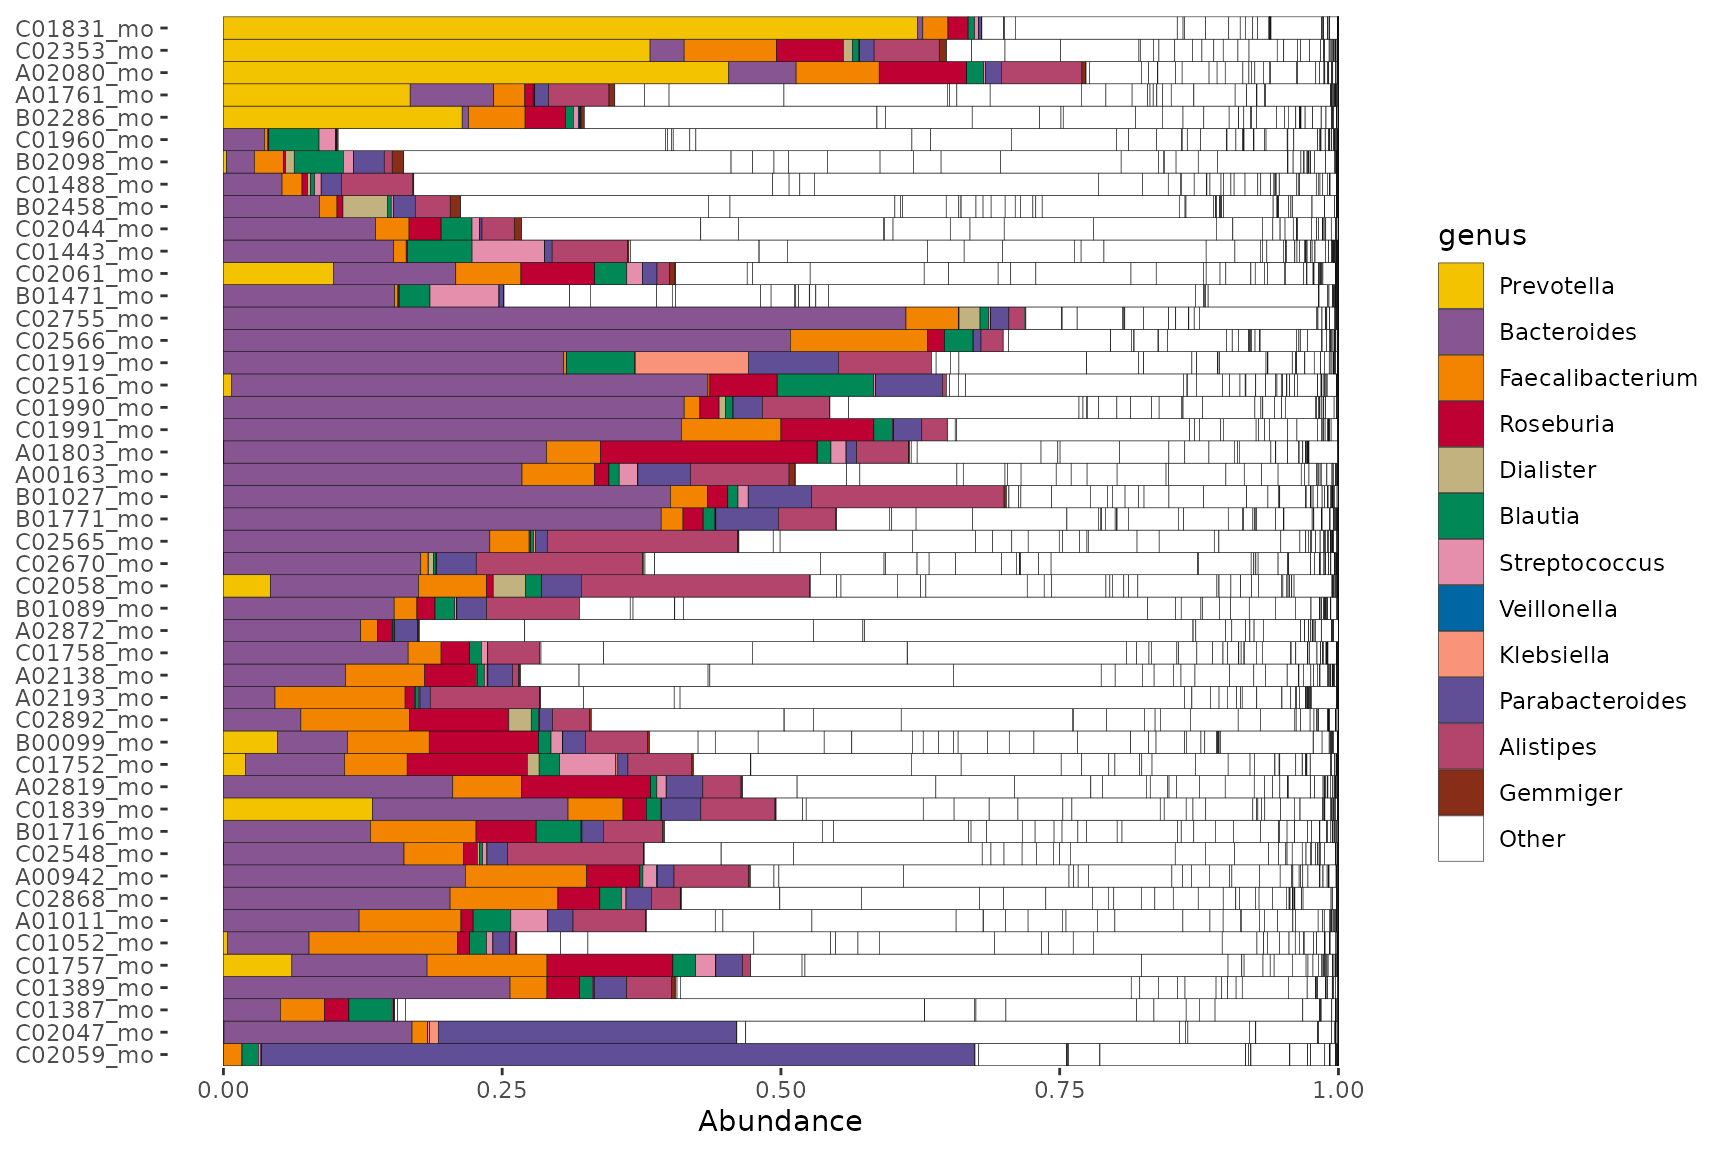 C01831_mo
C02353_mo
A02080_mo
A01761_mo
B02286_mo
C01960_mo
B02098_mo
C01488_mo
B02458_mo
C02044_mo
C01443_mo
C02061_mo
B01471_mo
C02755_mo
C02566_mo
C01919_mo
C02516_mo
C01990_mo
C01991_mo
A01803_mo
A00163_mo
B01027_mo
B01771_mo
C02565_mo
C02670_mo
C02058_mo
B01089_mo
A02872_mo
C01758_mo
A02138_mo
A02193_mo
C02892_mo
B00099_mo
C01752_mo
A02819_mo
C01839_mo
B01716_mo
C02548_mo
A00942_mo
C02868_mo
A01011_mo
C01052_mo
C01757_mo
C01389_mo
C01387_mo
C02047_mo
C02059_mo
0.00 0.25 0.50 0.75 1.00
Abundance
genus
Prevotella
Bacteroides
Faecalibacterium
Roseburia
Dialister
Blautia
Streptococcus
Veillonella
Klebsiella
Parabacteroides
Alistipes
Gemmiger
Other